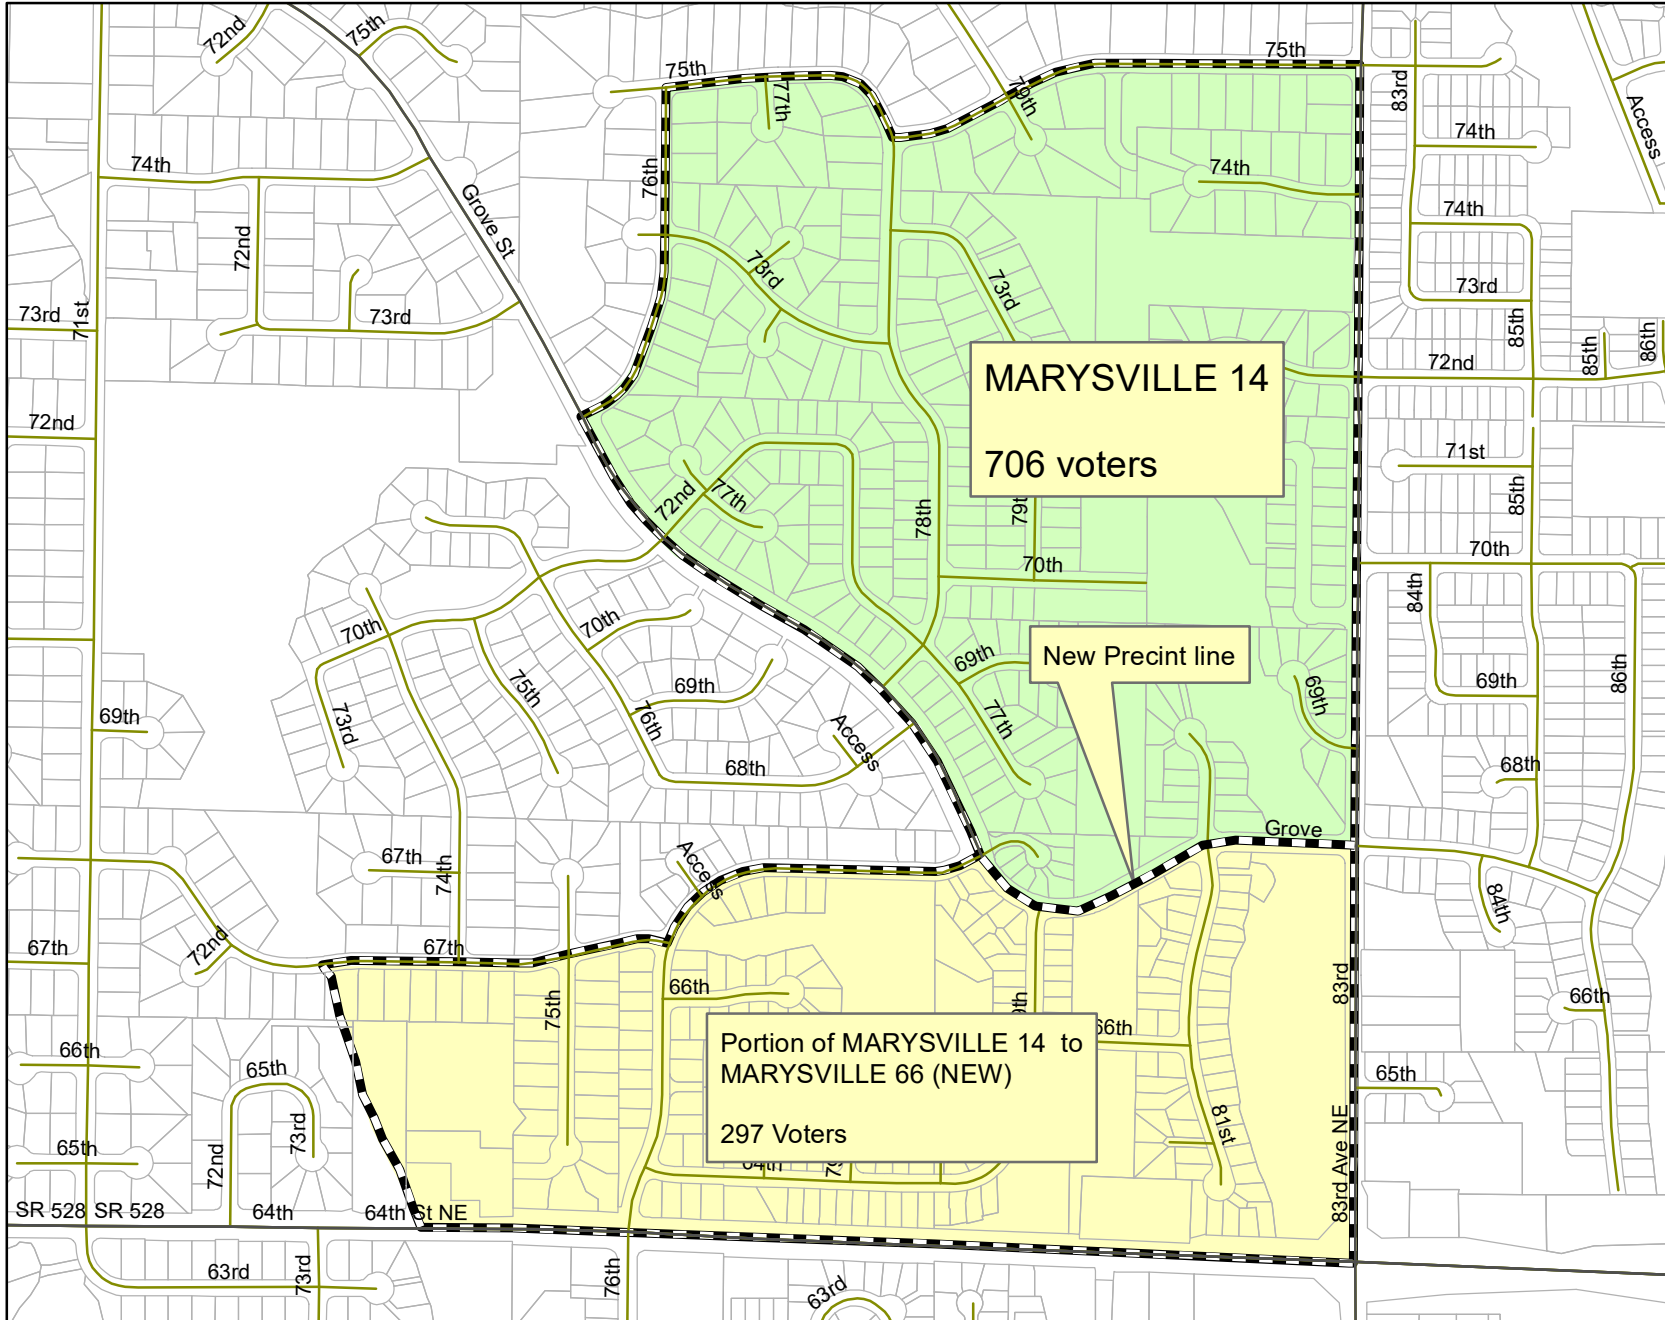 72nd
75th
75th
75th
83rd
Access
77th
79th
74th
74th
76th
74th
74th
Grove St
72nd
73rd
73rd
73rd
73rd
71st
73rd
85th
85th
86th
72nd
MARYSVILLE 14
706 voters
72nd
71st
72nd
77th
78th
79t
85th
70th
70th
84th
70th
70th
New Precint line
69th
69th
69th
86th
75th
69th
73rd
76th
77th
69th
Access
68th
68th
Grove
67th
Access
74th
84th
67th
72nd
67th
83rd
66th
75th
9th
66th
66th
Portion of MARYSVILLE 14 to
MARYSVILLE 66 (NEW)
297 Voters
66th
65th
65th
73rd
81st
65th
72nd
64th
79
83rd Ave NE
SR 528
SR 528
64th
64th St NE
63rd
73rd
76th
63rd